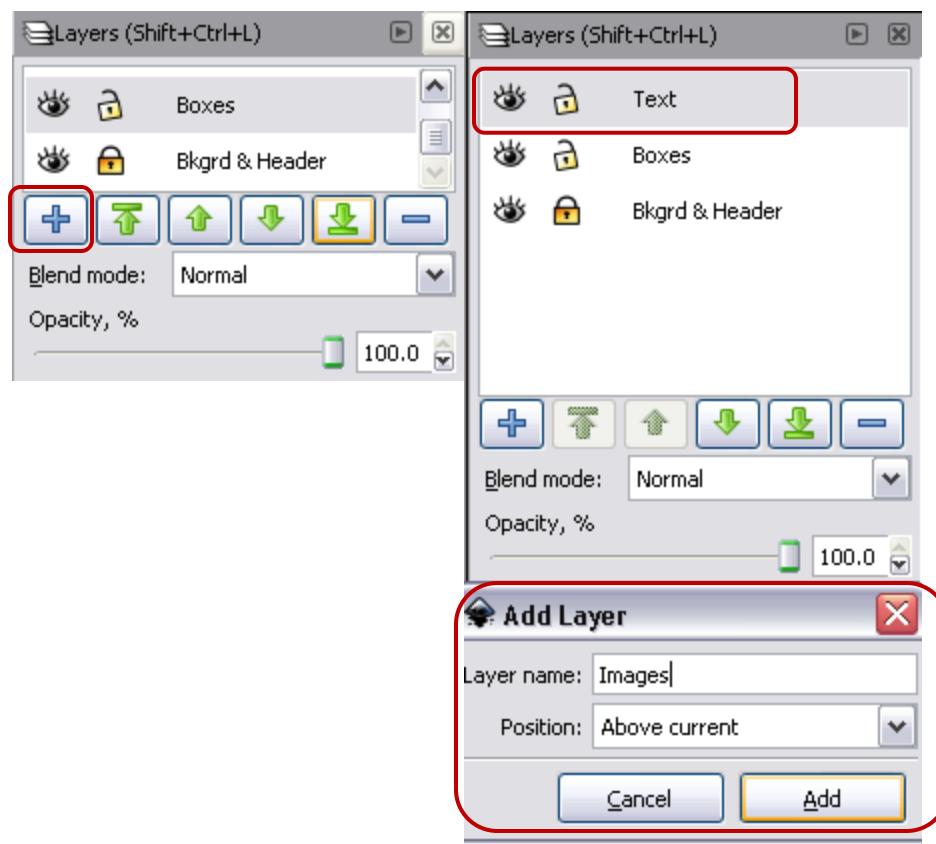 Layers (Shift+Ctrl+L)
Boxes
Bkgrd & Header
Blend mode: Normal
Opacity, %
100.0
Layers (Shift+Ctrl+L)
Text
Boxes
Bkgrd & Header
Blend mode: Normal
Opacity, %
100.0
Add Layer
Layer name: Images
Position: Above current
Cancel Add